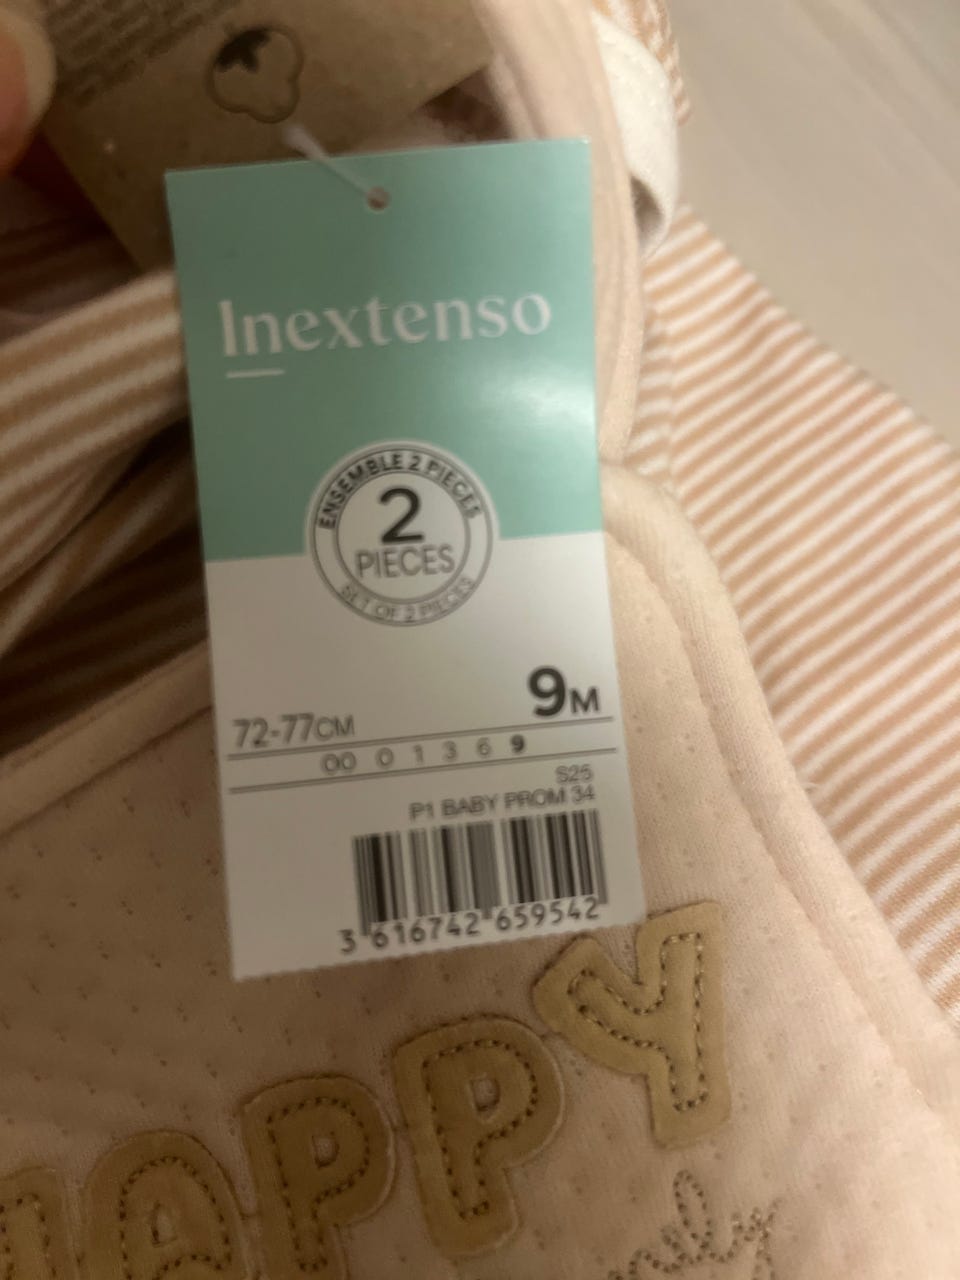 Inextenso
ENSEMBLE 2 PIECES
2
PIECES
SET OF 2 PIECES
9M
72-77CM
00 0 1 3 6 9
S25
P1 BABY PROM 34
3 616742 659542
HAPPY